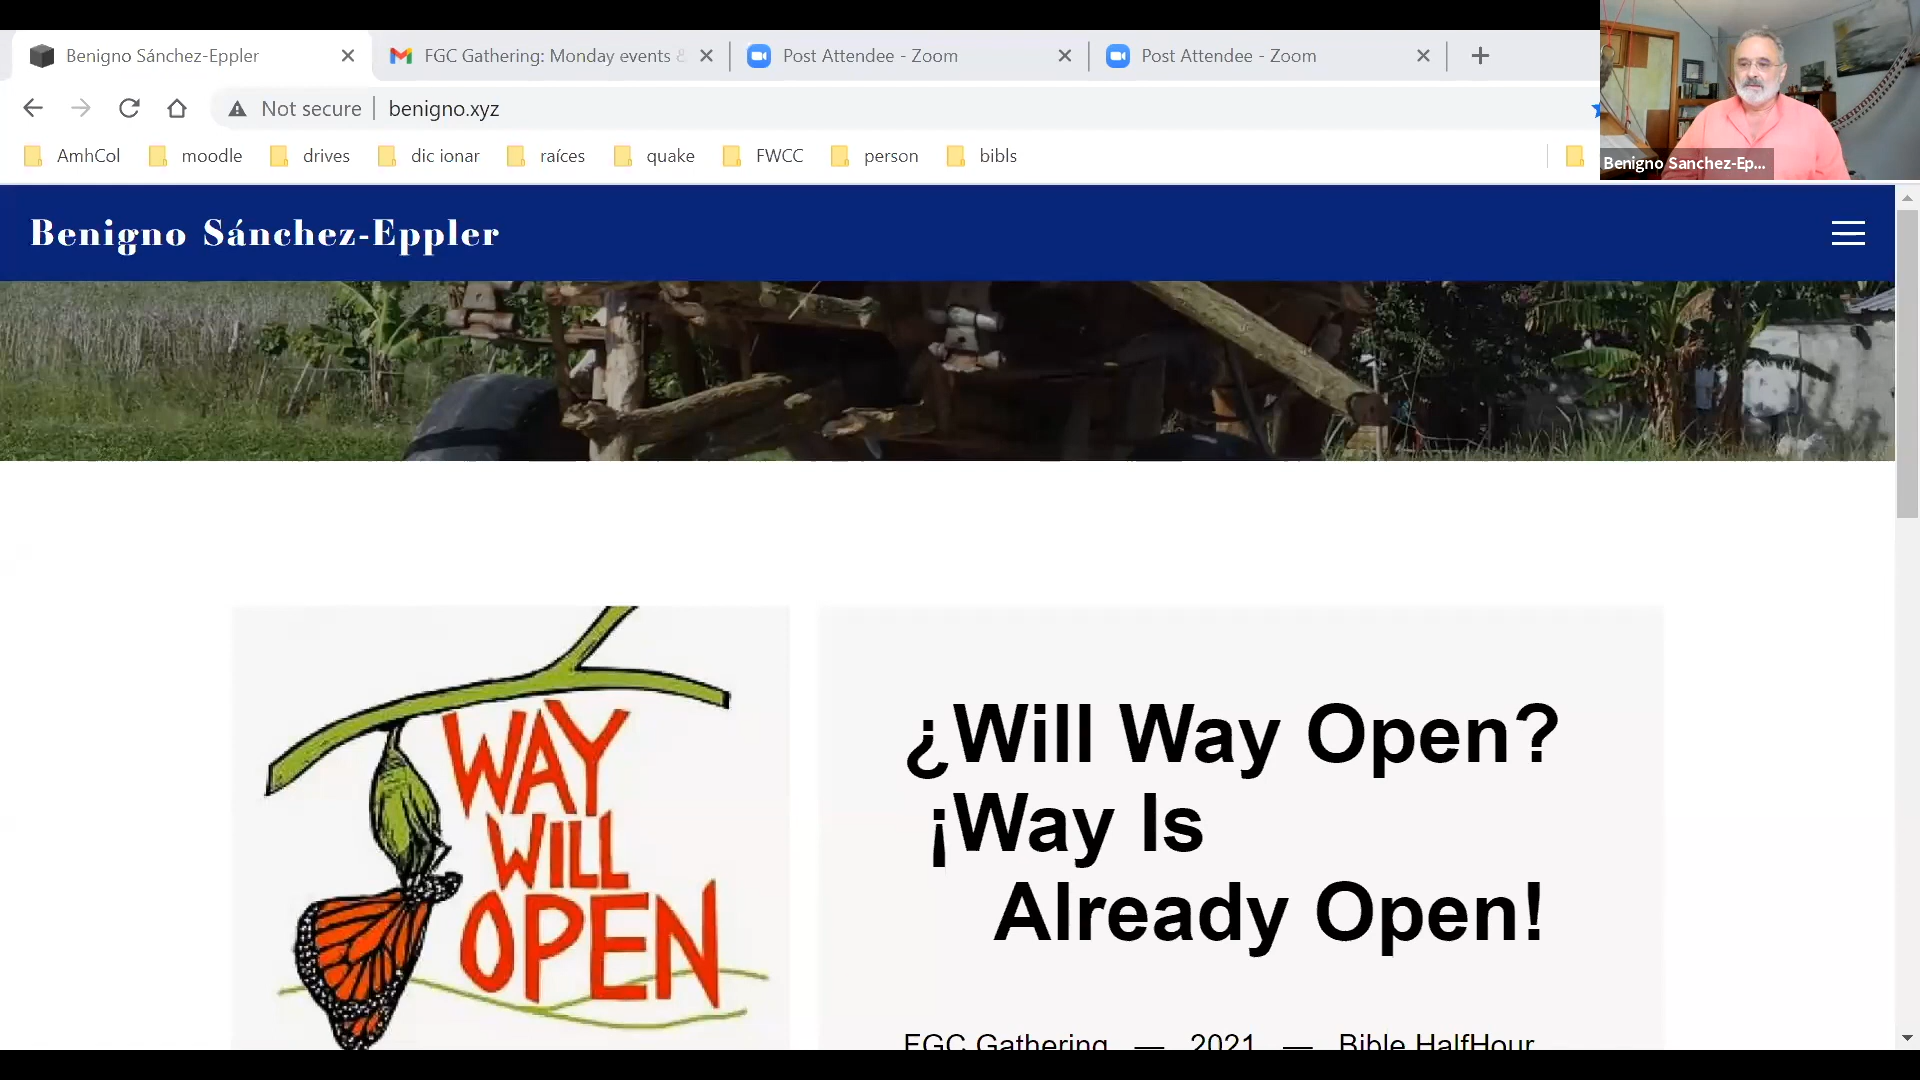 Benigno Sánchez-Eppler
FGC Gathering: Monday events &
Post Attendee - Zoom
Post Attendee - Zoom
Not secure
benigno.xyz
AmhCol
moodle
drives
dic ionar
raíces
quake
FWCC
person
bibls
Benigno Sanchez-Ep...
Benigno Sánchez-Eppler
WAY
WILL
OPEN
¿Will Way Open?
¡Way Is
Already Open!
FGC Gathering — 2021 — Bible HalfHour